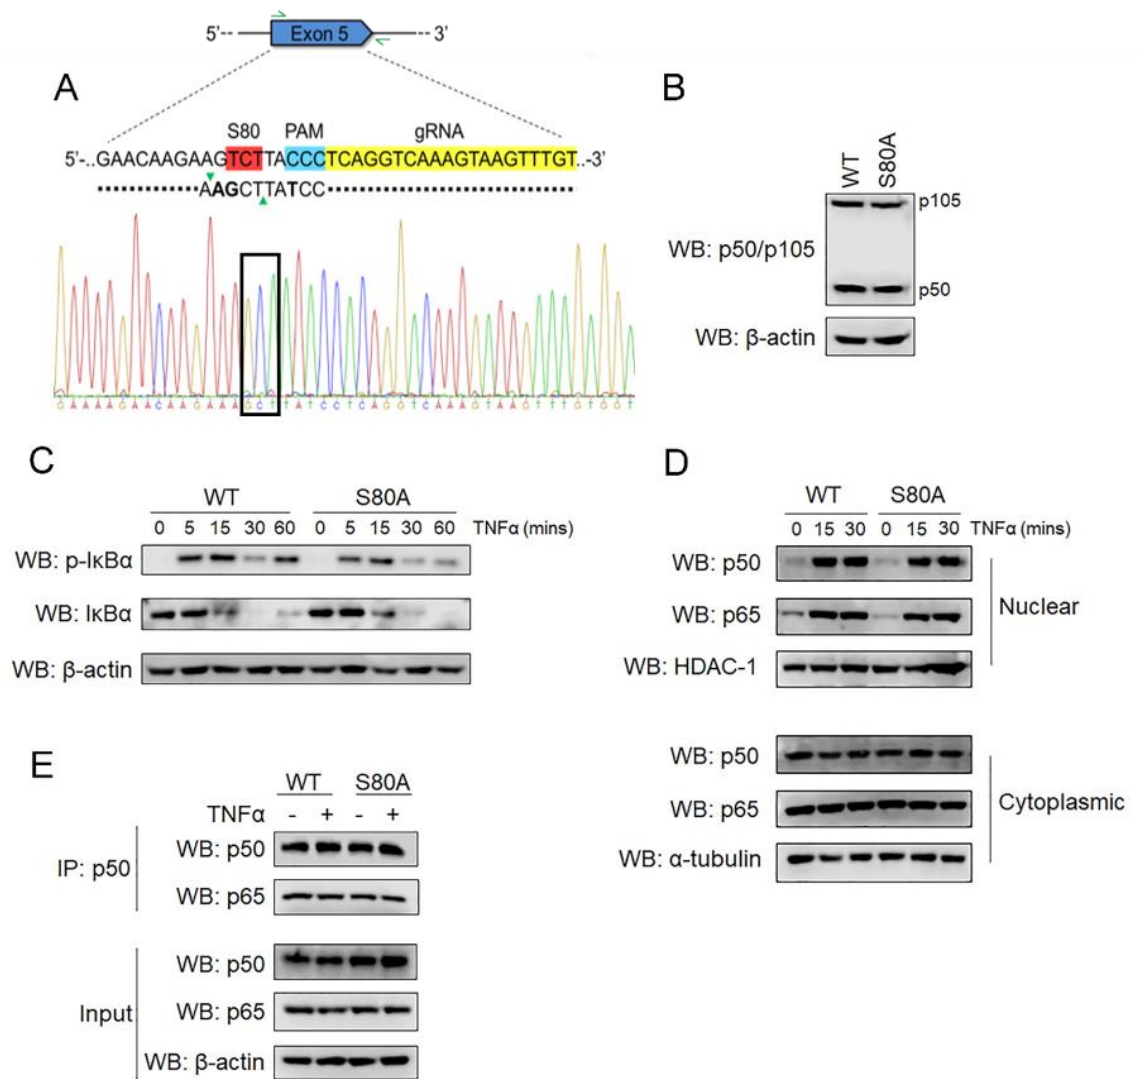 5'-- Exon 5 -- 3'
A
S80 PAM gRNA
5'-..GAACAAGAAGTCTTACCCTCAGGTCAAAGTAAGTTTGT..-3'
AAGCTTATCC
GAAAAGAACAAGAAAGCTTATCCTCAGGTCAAAGTAAGTTTGTGGT
B
WT S80A
WB: p50/p105
p105
p50
WB: β-actin
C
WT S80A
0 5 15 30 60 0 5 15 30 60 TNFα (mins)
WB: p-IκBα
WB: IκBα
WB: β-actin
D
WT S80A
0 15 30 0 15 30 TNFα (mins)
WB: p50
WB: p65
WB: HDAC-1
Nuclear
WB: p50
WB: p65
WB: α-tubulin
Cytoplasmic
E
WT S80A
TNFα - + - +
IP: p50
WB: p50
WB: p65
Input
WB: p50
WB: p65
WB: β-actin